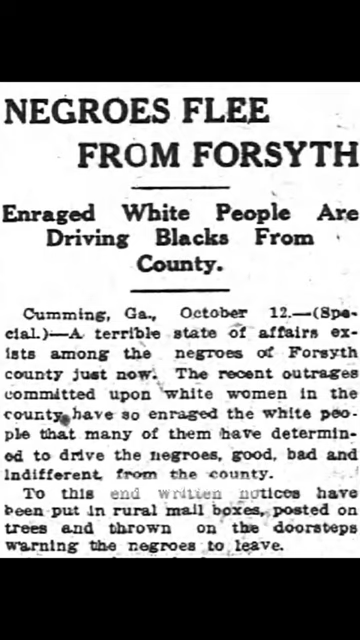 NEGROES FLEE
FROM FORSYTH
Enraged White People Are
Driving Blacks From
County.
Cumming, Ga., October 12.—(Spe-
cial.)—A terrible state of affairs ex-
ists among the negroes of Forsyth
county just now. The recent outrages
committed upon white women in the
county have so enraged the white peo-
ple that many of them have determin-
ed to drive the negroes, good, bad and
indifferent, from the county.
To this end written notices have
been put in rural mail boxes, posted on
trees and thrown on the doorsteps
warning the negroes to leave.